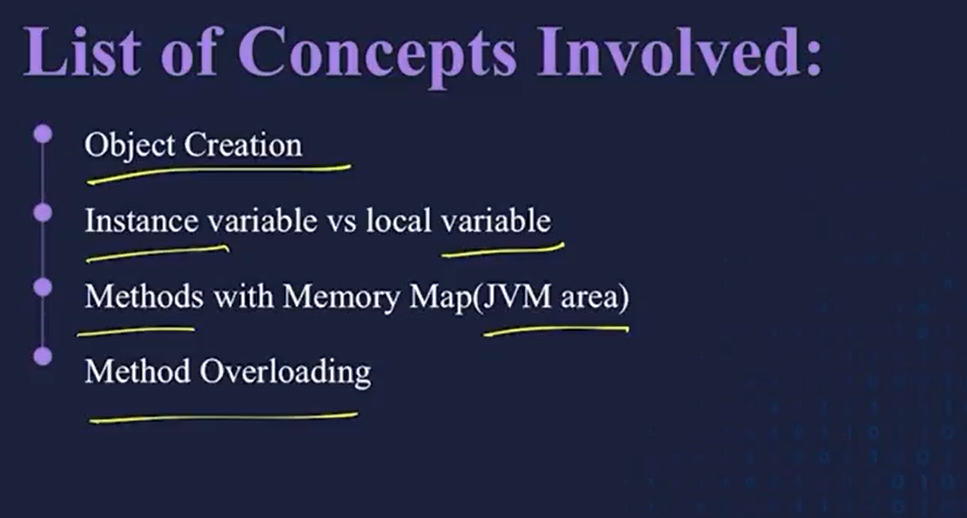 List of Concepts Involved:
Object Creation
Instance variable vs local variable
Methods with Memory Map(JVM area)
Method Overloading